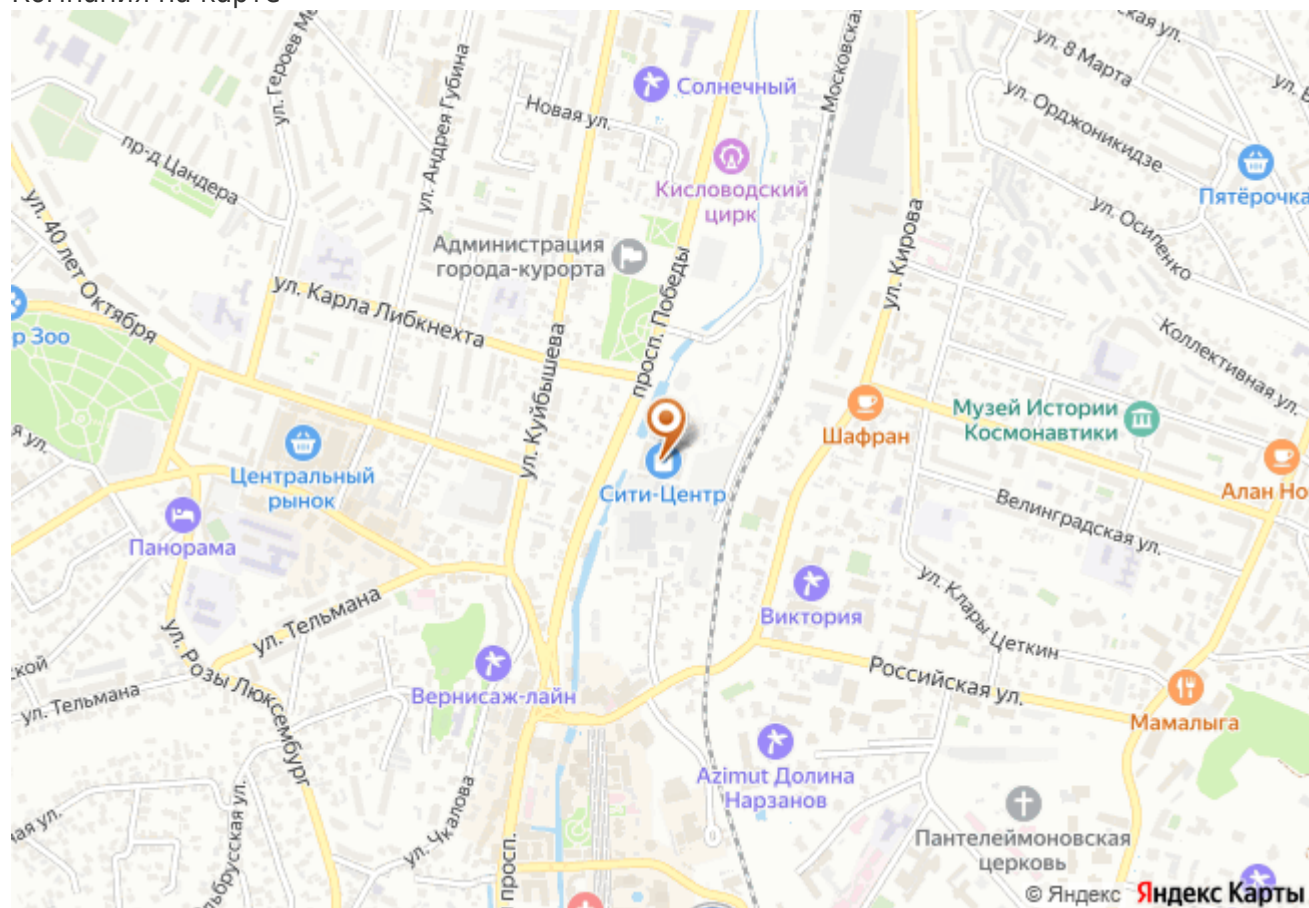 Компания на карте
ул. 8 Марта
Солнечный
Московская
Новая ул.
ул. Андрея Губина
ул. Орджоникидзе
пр-д Цандера
Кисловодский
цирк
Пятёрочка
ул. 40 лет Октября
Администрация
города-курорта
ул. Осипенко
ул. Кирова
просп. Победы
ул. Карла Либкнехта
ул. Куйбышева
Коллективная ул.
Шафран
Музей Истории
Космонавтики
Центральный
рынок
Сити-Центр
Велинградская ул.
Панорама
Виктория
ул. Клары Цеткин
ул. Тельмана
ул. Розы Люксембург
Вернисаж-лайн
Российская ул.
ул. Тельмана
Мамалыга
Azimut Долина
Нарзанов
ул. Чкалова
Пантелеймоновская
церковь
просп.
© Яндекс Яндекс Карты